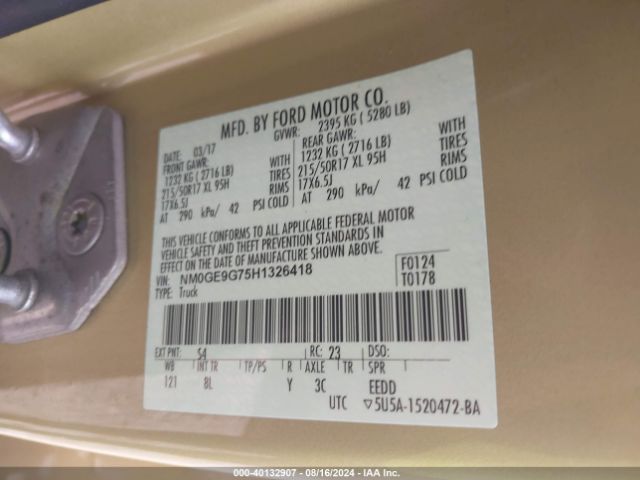 MFD. BY FORD MOTOR CO.
DATE: 03/17 GVWR: 2395 KG ( 5280 LB)
FRONT GAWR: WITH REAR GAWR: WITH
1232 KG (2716 LB) TIRES 1232 KG (2716 LB) TIRES
215/50R17 XL 95H RIMS 215/50R17 XL 95H RIMS
17X6.5J 17X6.5J
AT 290 kPa/ 42 PSI COLD AT 290 kPa/ 42 PSI COLD
THIS VEHICLE CONFORMS TO ALL APPLICABLE FEDERAL MOTOR
VEHICLE SAFETY AND THEFT PREVENTION STANDARDS IN
EFFECT ON THE DATE OF MANUFACTURE SHOWN ABOVE.
VIN: NM0GE9G75H1326418 F0124
TYPE: Truck T0178
EXT PNT: S4 RC: 23 DSO:
WB INT TR TP/PS R AXLE TR SPR
121 8L Y 3C EEDD
UTC ▽5U5A-1520472-BA
000-40132907 - 08/16/2024 - IAA Inc.